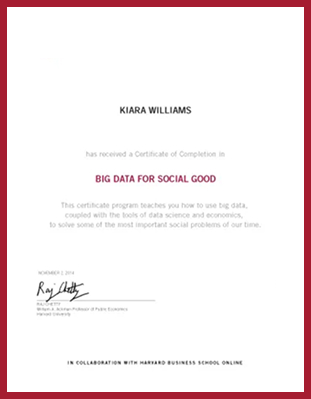 KIARA WILLIAMS
has received a Certificate of Completion in
BIG DATA FOR SOCIAL GOOD
This certificate program teaches you how to use big data,
coupled with the tools of data science and economics,
to solve some of the most important social problems of our time.
NOVEMBER 2, 2019
Raj Chetty
RAJ CHETTY
William A. Ackman Professor of Public Economics
Harvard University
IN COLLABORATION WITH HARVARD BUSINESS SCHOOL ONLINE